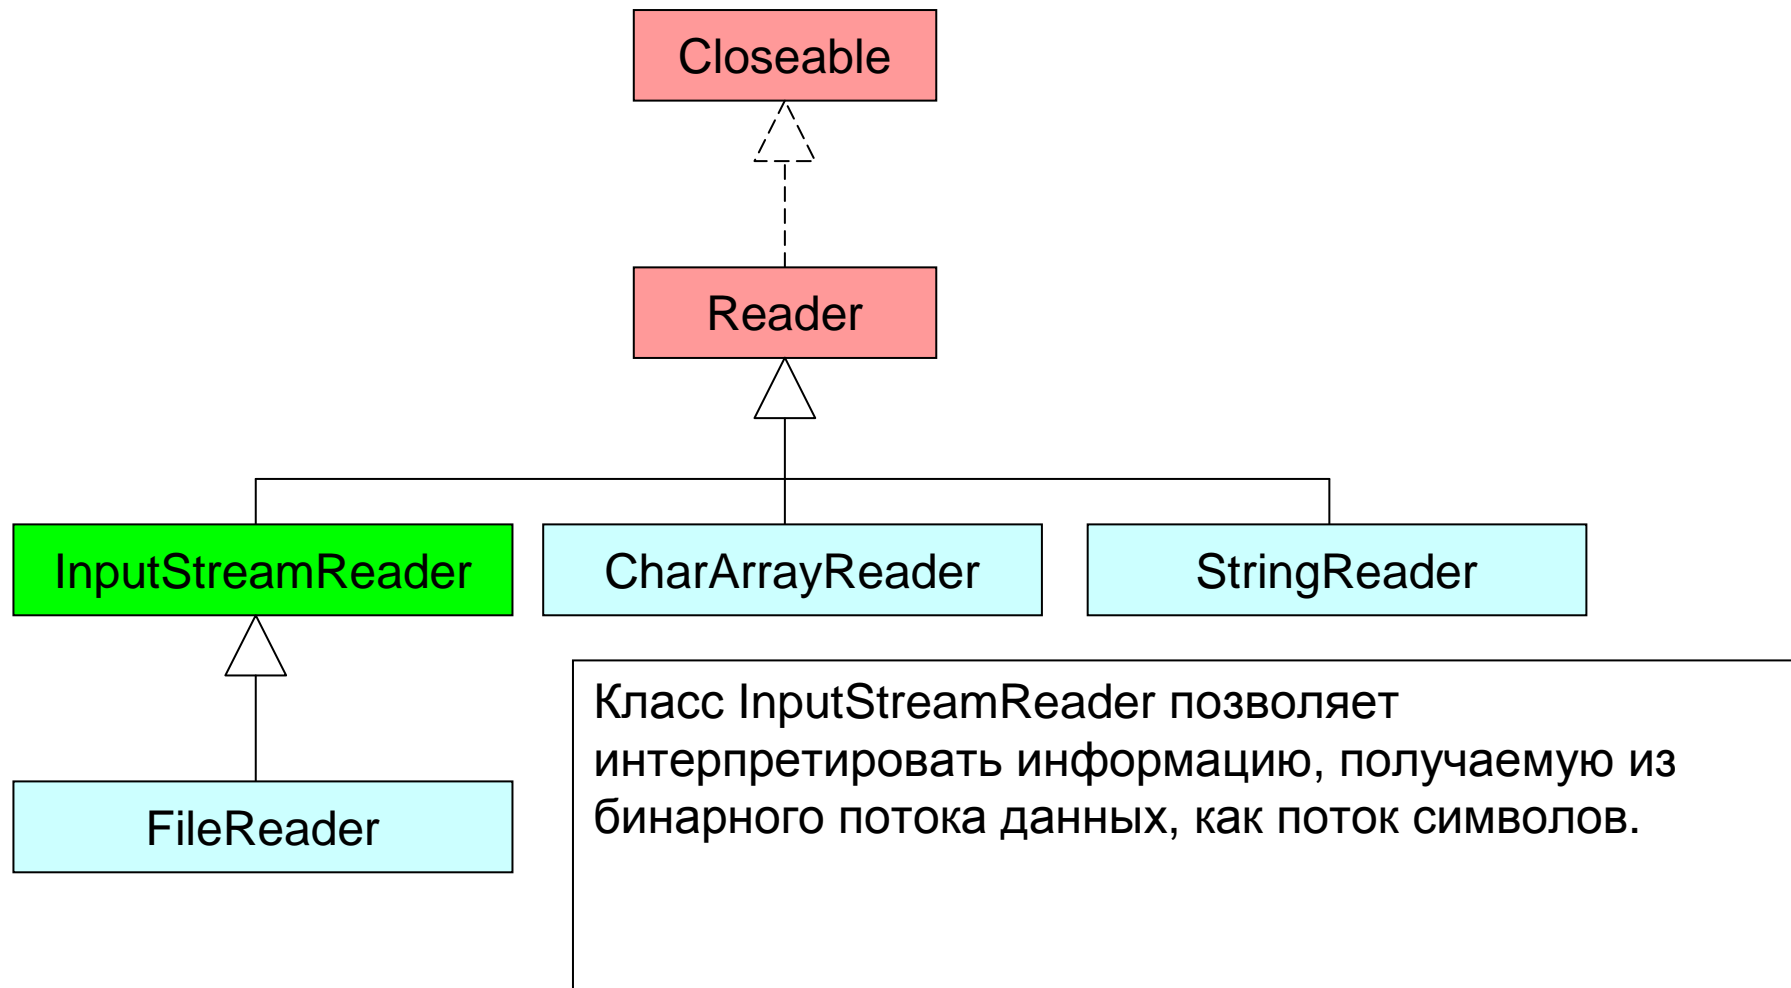 Closeable
Reader
InputStreamReader
CharArrayReader
StringReader
FileReader
Класс InputStreamReader позволяет
интерпретировать информацию, получаемую из
бинарного потока данных, как поток символов.